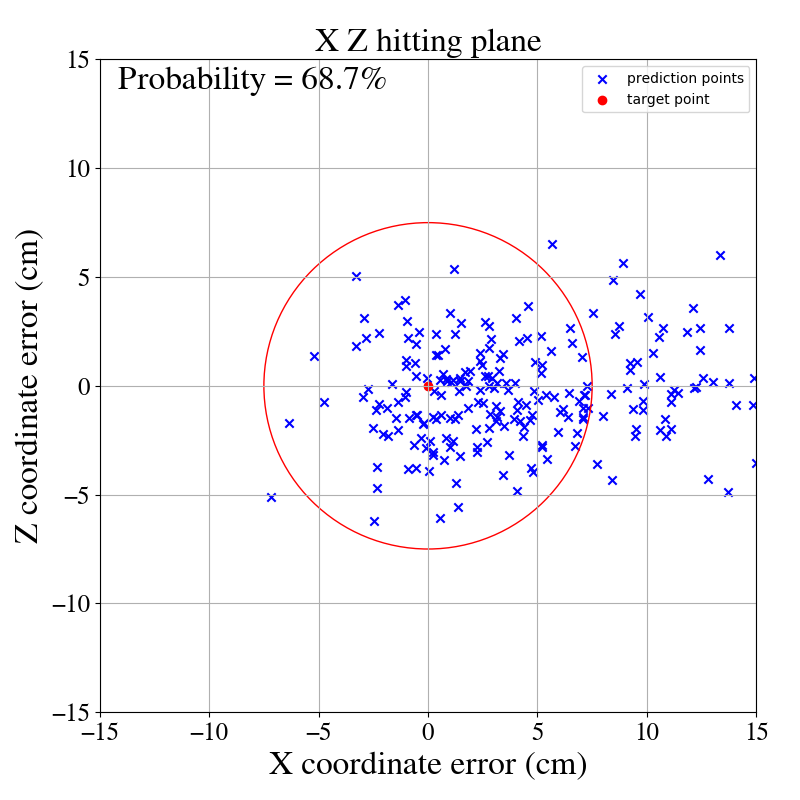 X Z hitting plane
Probability = 68.7%
prediction points
target point
15
10
5
0
−5
−10
−15
Z coordinate error (cm)
−15
−10
−5
0
5
10
15
X coordinate error (cm)